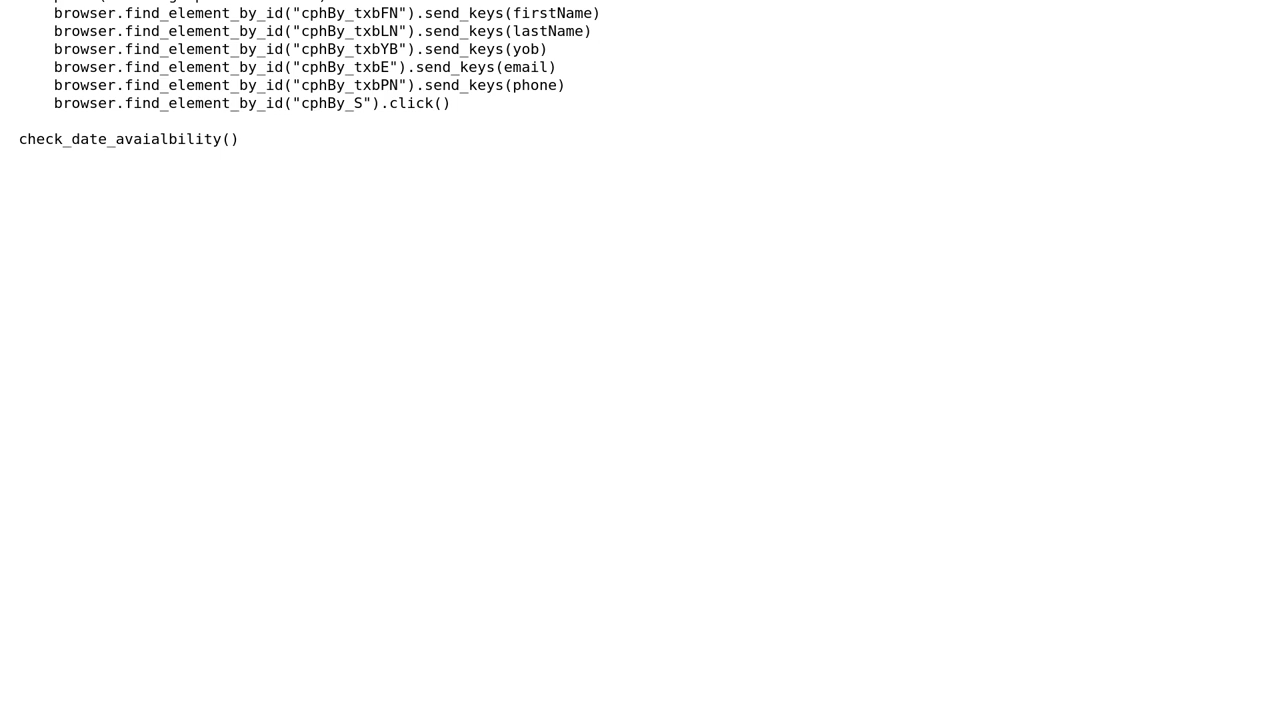 browser.find_element_by_id("cphBy_txbFN").send_keys(firstName)
browser.find_element_by_id("cphBy_txbLN").send_keys(lastName)
browser.find_element_by_id("cphBy_txbYB").send_keys(yob)
browser.find_element_by_id("cphBy_txbE").send_keys(email)
browser.find_element_by_id("cphBy_txbPN").send_keys(phone)
browser.find_element_by_id("cphBy_S").click()
check_date_avaialbility()